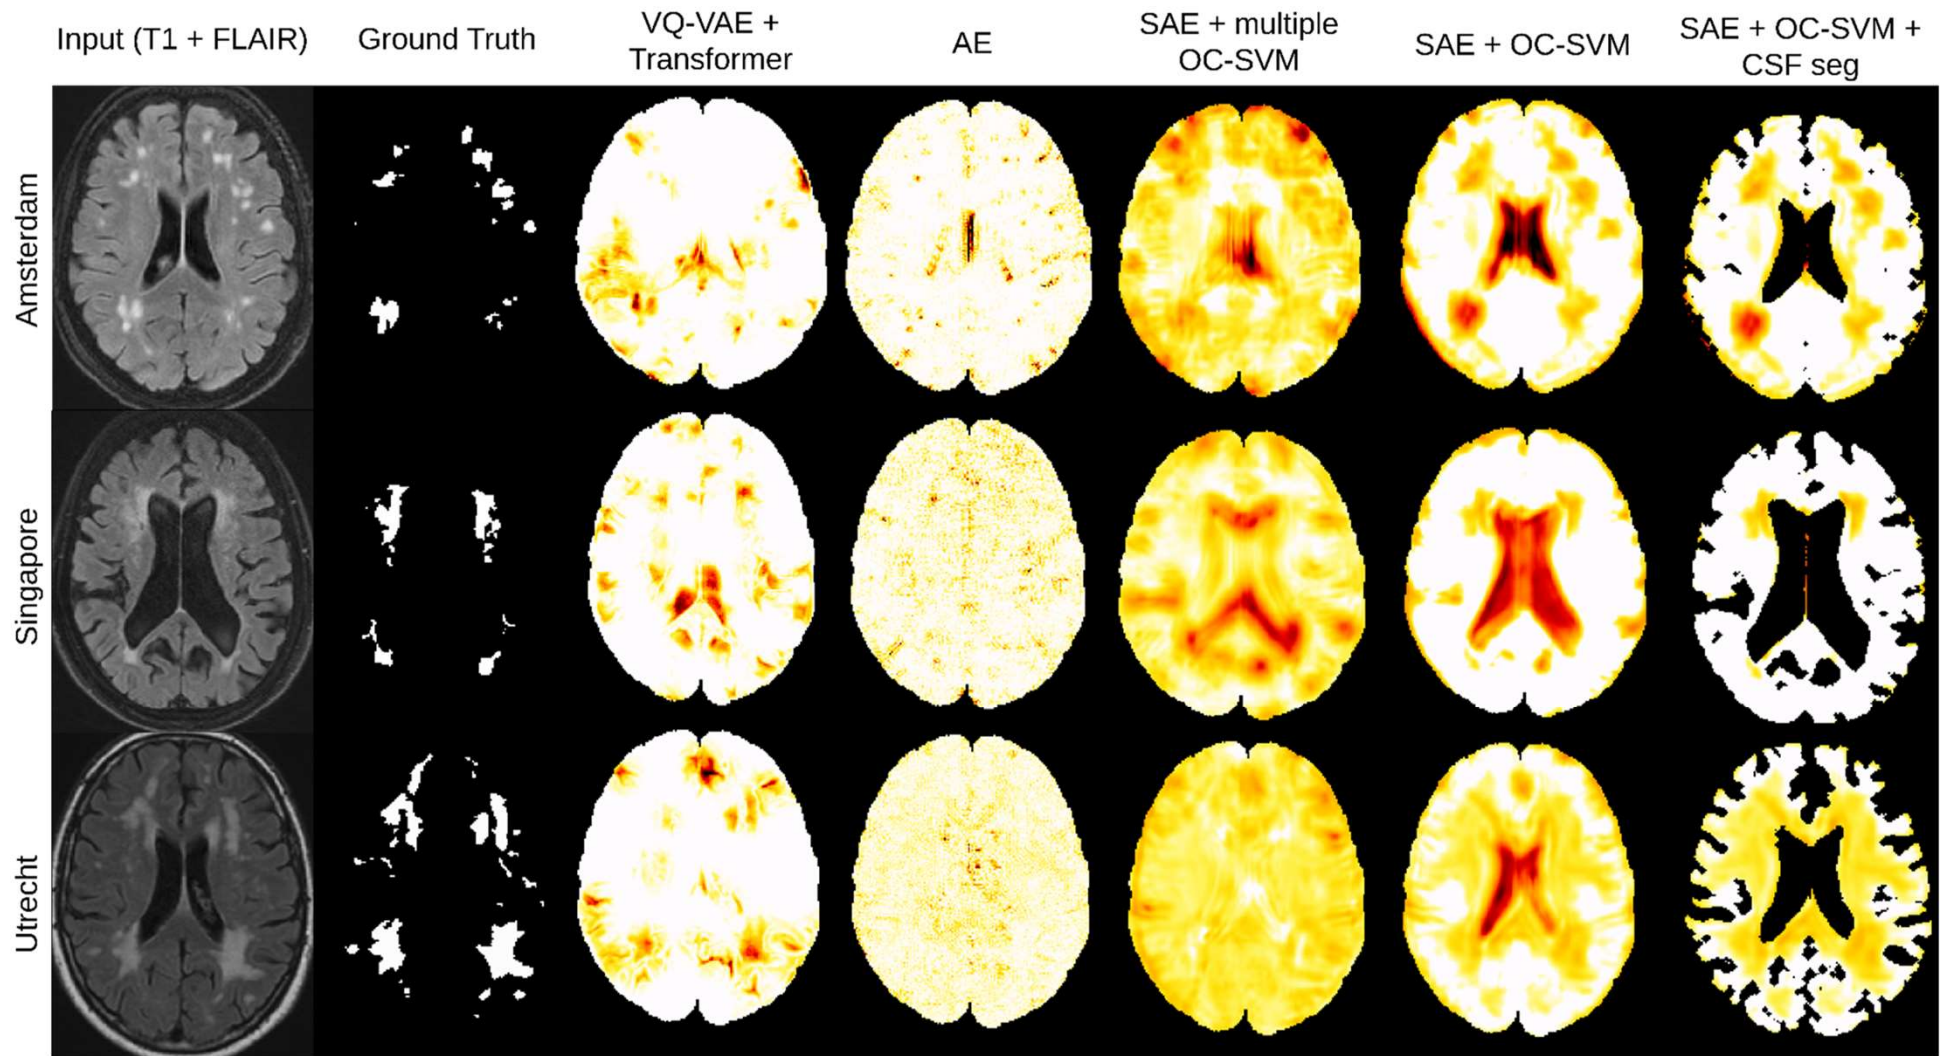 Input (T1 + FLAIR)
Ground Truth
VQ-VAE +
Transformer
AE
SAE + multiple
OC-SVM
SAE + OC-SVM
SAE + OC-SVM +
CSF seg
Amsterdam
Singapore
Utrecht